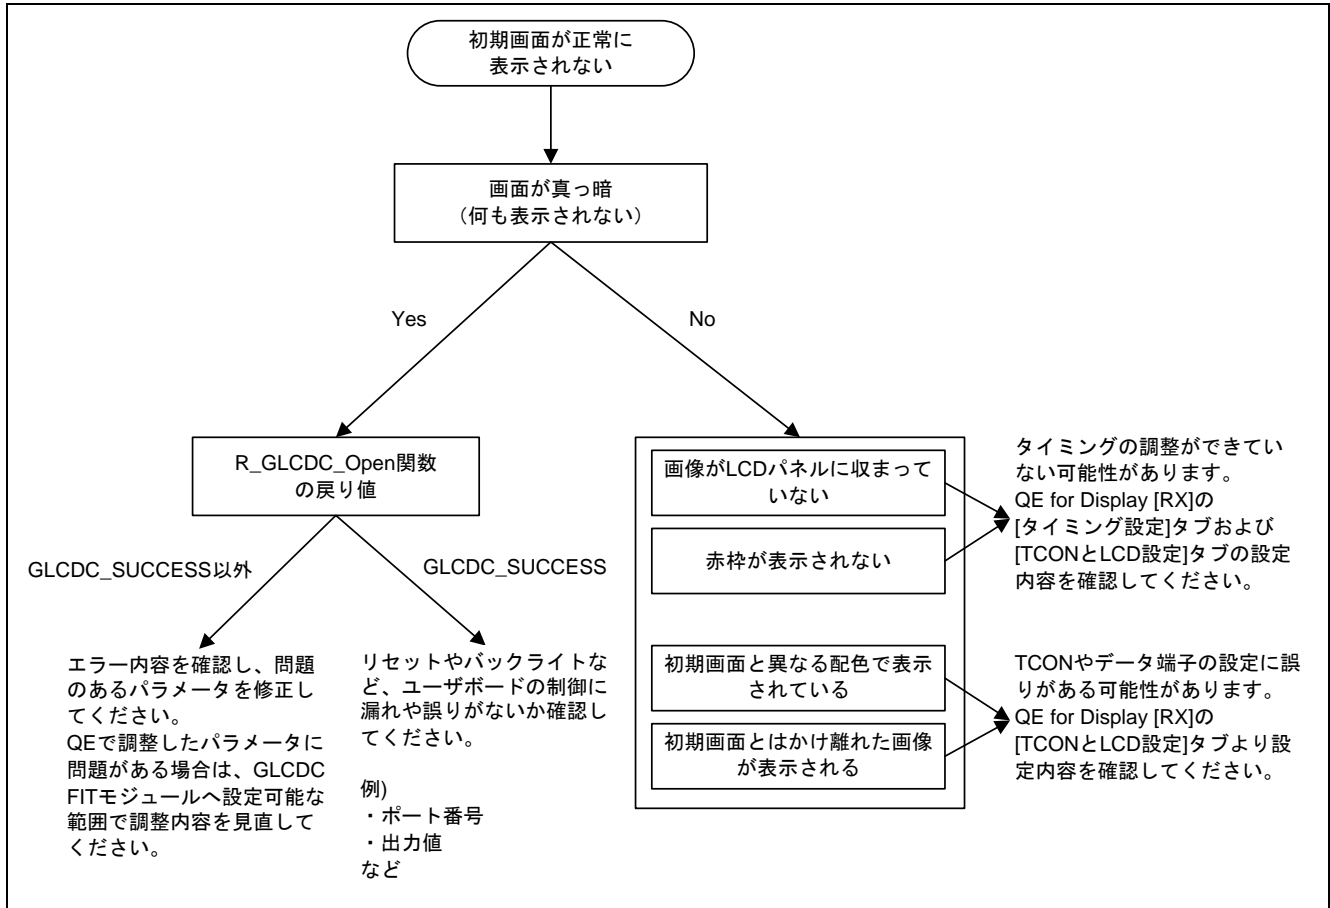 初期画面が正常に
表示されない
画面が真っ暗
（何も表示されない）
Yes
No
R_GLCDC_Open関数
の戻り値
GLCDC_SUCCESS以外
GLCDC_SUCCESS
エラー内容を確認し、問題
のあるパラメータを修正し
てください。
QEで調整したパラメータに
問題がある場合は、GLCDC
FITモジュールへ設定可能な
範囲で調整内容を見直して
ください。
リセットやバックライトな
ど、ユーザボードの制御に
漏れや誤りがないか確認し
てください。
例)
・ポート番号
・出力値
など
画像がLCDパネルに収まって
いない
赤枠が表示されない
タイミングの調整ができてい
ない可能性があります。
QE for Display [RX]の
[タイミング設定]タブおよび
[TCONとLCD設定]タブの設定
内容を確認してください。
初期画面と異なる配色で表示
されている
初期画面とはかけ離れた画像
が表示される
TCONやデータ端子の設定に誤
りがある可能性があります。
QE for Display [RX]の
[TCONとLCD設定]タブより設
定内容を確認してください。